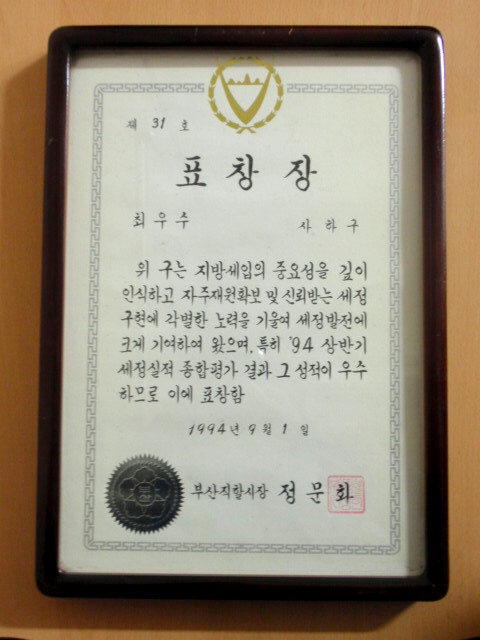 제 31 호
표창장
최우수 사하구
위 구는 지방세입의 중요성을 깊이
인식하고 자주재원확보 및 신뢰받는 세정
구현에 각별한 노력을 기울여 세정발전에
크게 기여하여 왔으며, 특히 '94 상반기
세정실적 종합평가 결과 그 성적이 우수
하므로 이에 표창함
1994년 9월 1일
부산직할시장 정문화